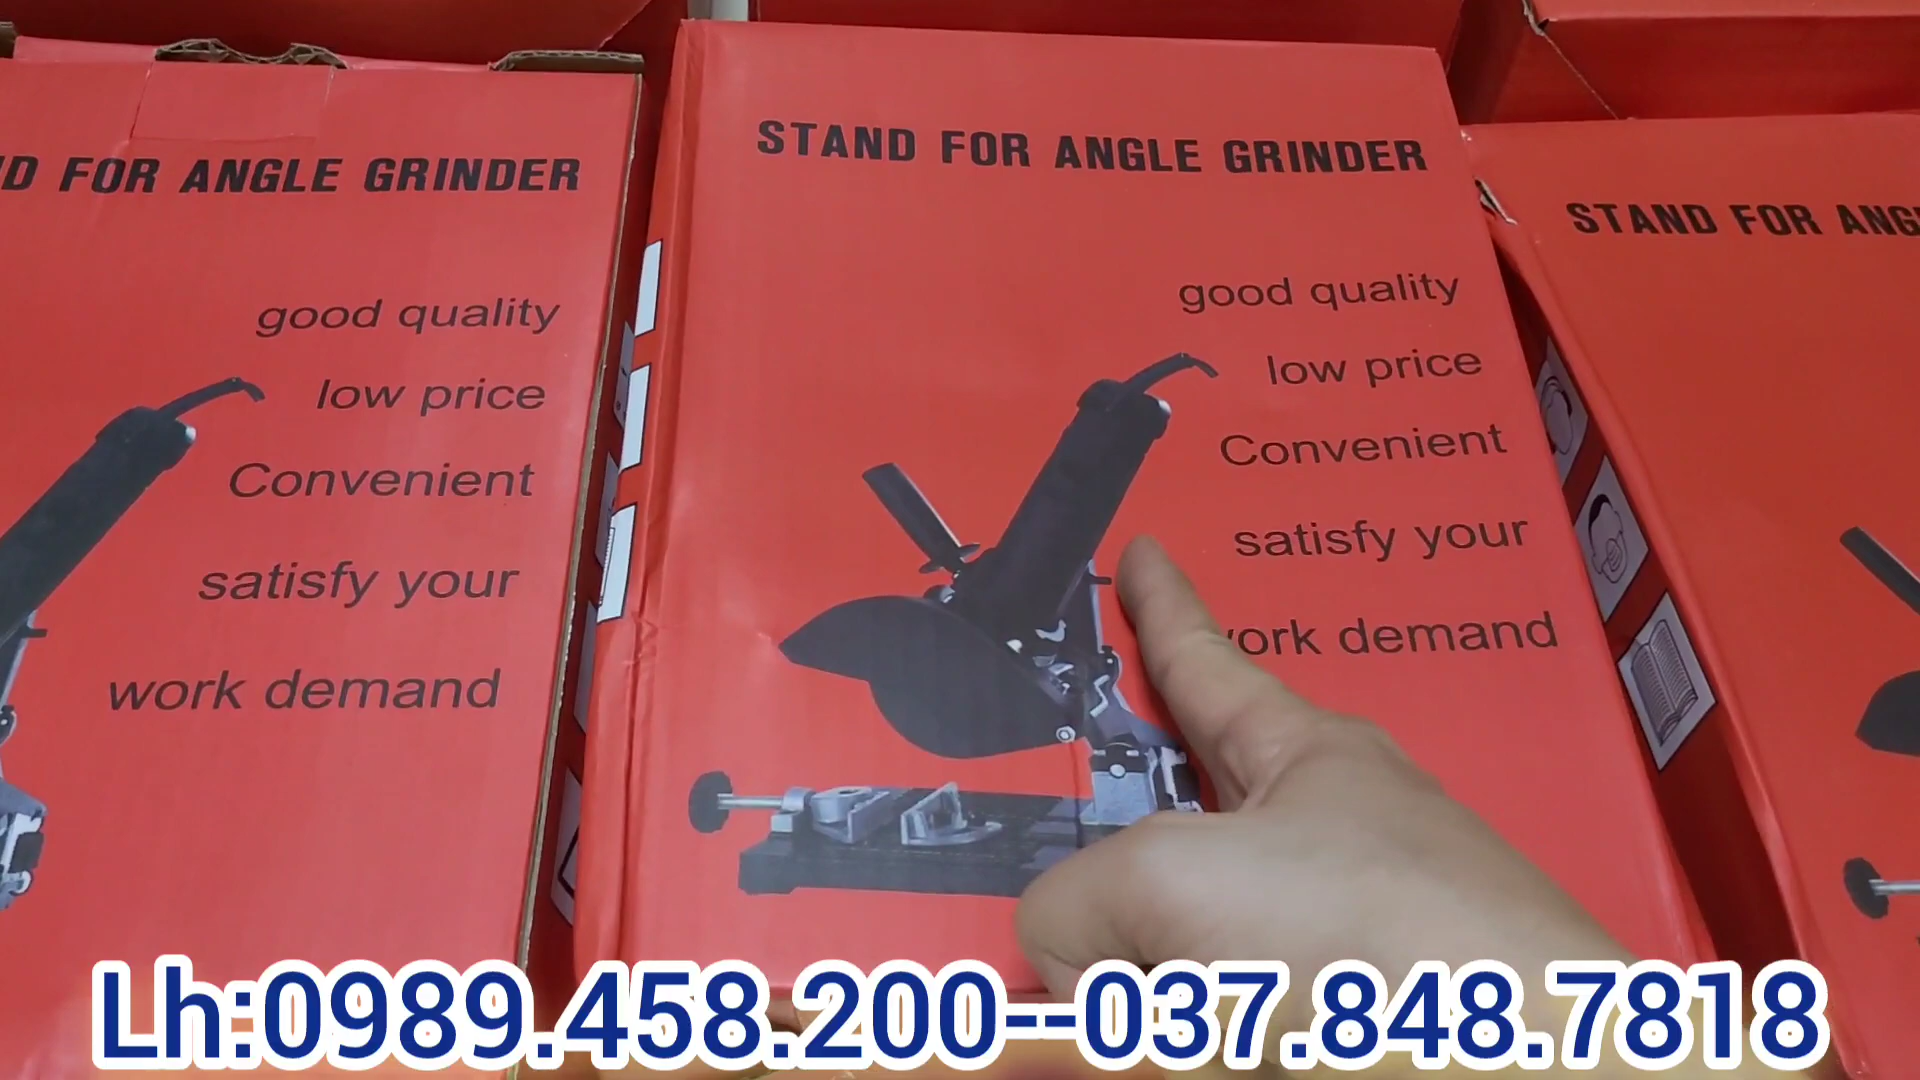 D FOR ANGLE GRINDER
good quality
low price
Convenient
satisfy your
work demand
STAND FOR ANGLE GRINDER
good quality
low price
Convenient
satisfy your
work demand
STAND FOR ANG
Lh:0989.458.200--037.848.7818